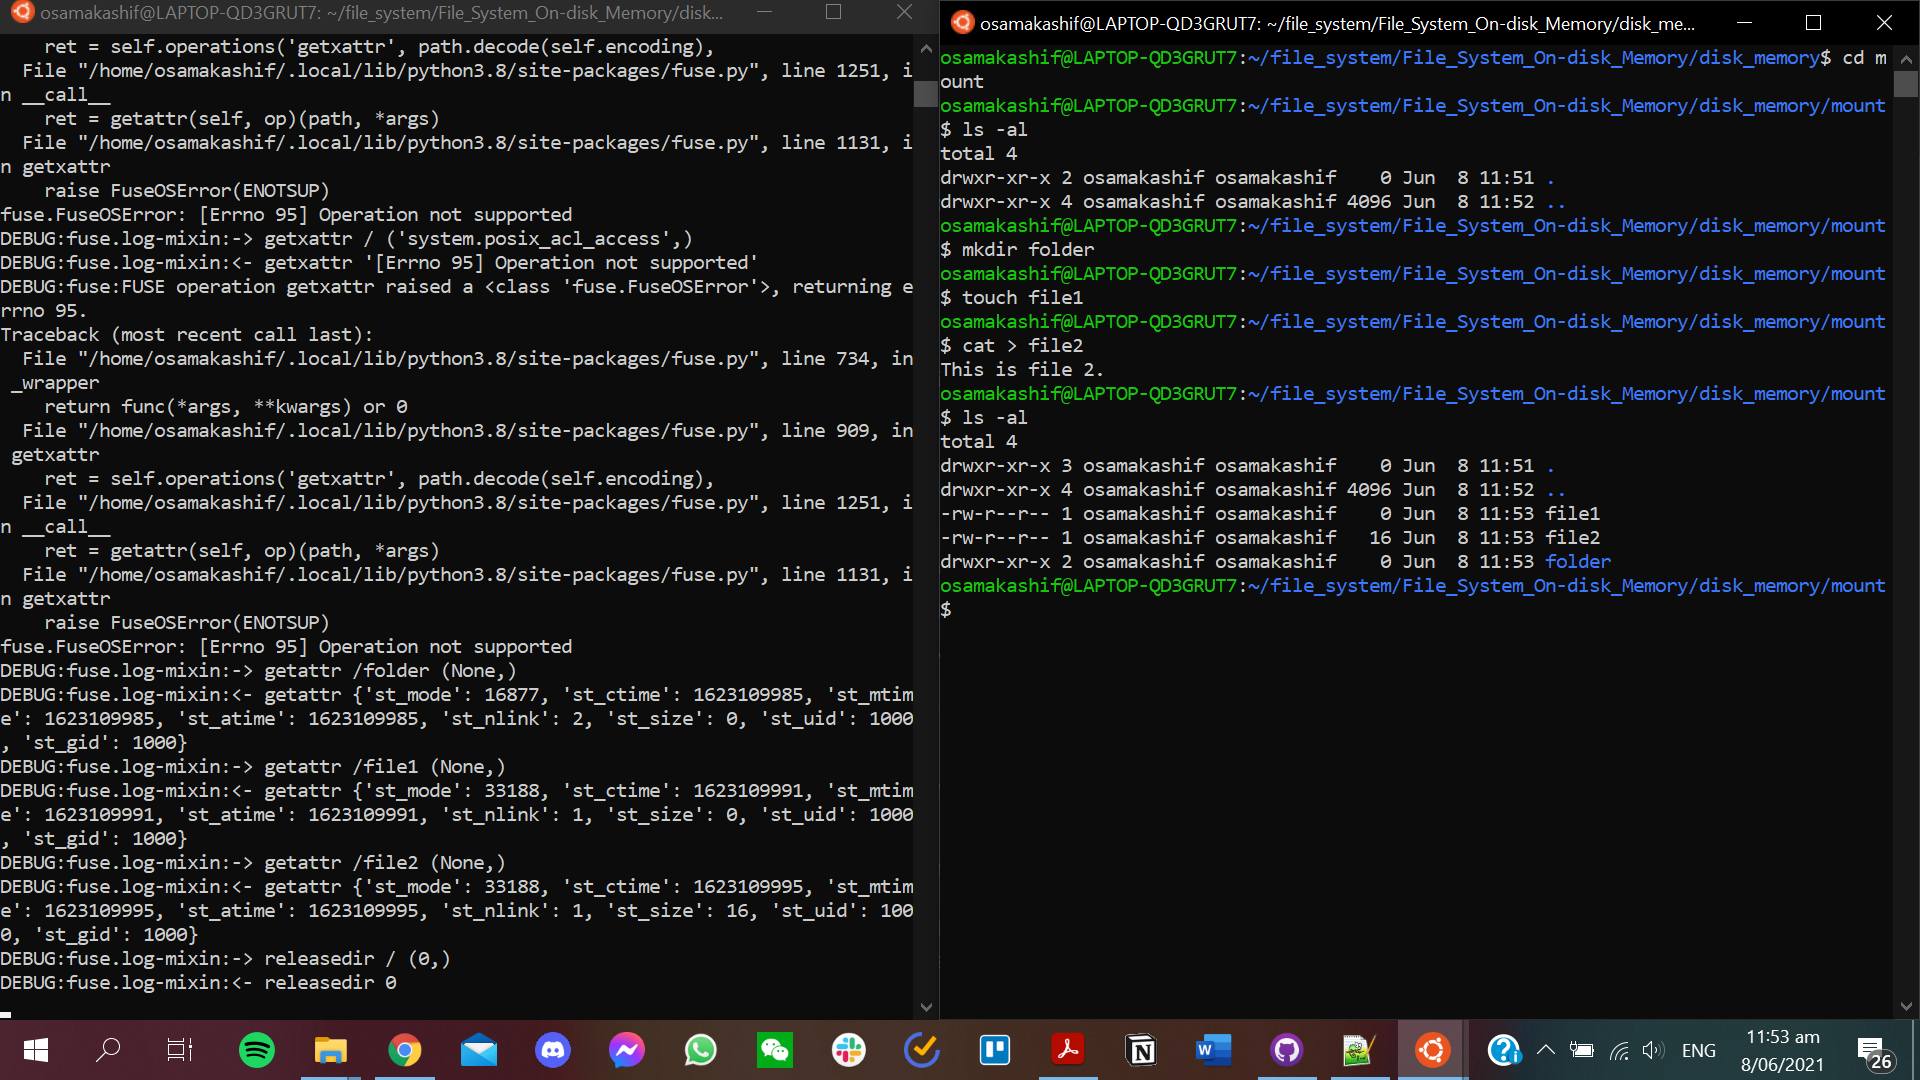 osamakashif@LAPTOP-QD3GRUT7: ~/file_system/File_System_On-disk_Memory/disk...
    ret = self.operations('getxattr', path.decode(self.encoding),
  File "/home/osamakashif/.local/lib/python3.8/site-packages/fuse.py", line 1251, i
n __call__
    ret = getattr(self, op)(path, *args)
  File "/home/osamakashif/.local/lib/python3.8/site-packages/fuse.py", line 1131, i
n getxattr
    raise FuseOSError(ENOTSUP)
fuse.FuseOSError: [Errno 95] Operation not supported
DEBUG:fuse.log-mixin:-> getxattr / ('system.posix_acl_access',)
DEBUG:fuse.log-mixin:<- getxattr '[Errno 95] Operation not supported'
DEBUG:fuse:FUSE operation getxattr raised a <class 'fuse.FuseOSError'>, returning e
rrno 95.
Traceback (most recent call last):
  File "/home/osamakashif/.local/lib/python3.8/site-packages/fuse.py", line 734, in
 _wrapper
    return func(*args, **kwargs) or 0
  File "/home/osamakashif/.local/lib/python3.8/site-packages/fuse.py", line 909, in
 getxattr
    ret = self.operations('getxattr', path.decode(self.encoding),
  File "/home/osamakashif/.local/lib/python3.8/site-packages/fuse.py", line 1251, i
n __call__
    ret = getattr(self, op)(path, *args)
  File "/home/osamakashif/.local/lib/python3.8/site-packages/fuse.py", line 1131, i
n getxattr
    raise FuseOSError(ENOTSUP)
fuse.FuseOSError: [Errno 95] Operation not supported
DEBUG:fuse.log-mixin:-> getattr /folder (None,)
DEBUG:fuse.log-mixin:<- getattr {'st_mode': 16877, 'st_ctime': 1623109985, 'st_mtim
e': 1623109985, 'st_atime': 1623109985, 'st_nlink': 2, 'st_size': 0, 'st_uid': 1000
, 'st_gid': 1000}
DEBUG:fuse.log-mixin:-> getattr /file1 (None,)
DEBUG:fuse.log-mixin:<- getattr {'st_mode': 33188, 'st_ctime': 1623109991, 'st_mtim
e': 1623109991, 'st_atime': 1623109991, 'st_nlink': 1, 'st_size': 0, 'st_uid': 1000
, 'st_gid': 1000}
DEBUG:fuse.log-mixin:-> getattr /file2 (None,)
DEBUG:fuse.log-mixin:<- getattr {'st_mode': 33188, 'st_ctime': 1623109995, 'st_mtim
e': 1623109995, 'st_atime': 1623109995, 'st_nlink': 1, 'st_size': 16, 'st_uid': 100
0, 'st_gid': 1000}
DEBUG:fuse.log-mixin:-> releasedir / (0,)
DEBUG:fuse.log-mixin:<- releasedir 0
osamakashif@LAPTOP-QD3GRUT7: ~/file_system/File_System_On-disk_Memory/disk_me...
osamakashif@LAPTOP-QD3GRUT7:~/file_system/File_System_On-disk_Memory/disk_memory$ cd m
ount
osamakashif@LAPTOP-QD3GRUT7:~/file_system/File_System_On-disk_Memory/disk_memory/mount
$ ls -al
total 4
drwxr-xr-x 2 osamakashif osamakashif    0 Jun  8 11:51 .
drwxr-xr-x 4 osamakashif osamakashif 4096 Jun  8 11:52 ..
osamakashif@LAPTOP-QD3GRUT7:~/file_system/File_System_On-disk_Memory/disk_memory/mount
$ mkdir folder
osamakashif@LAPTOP-QD3GRUT7:~/file_system/File_System_On-disk_Memory/disk_memory/mount
$ touch file1
osamakashif@LAPTOP-QD3GRUT7:~/file_system/File_System_On-disk_Memory/disk_memory/mount
$ cat > file2
This is file 2.
osamakashif@LAPTOP-QD3GRUT7:~/file_system/File_System_On-disk_Memory/disk_memory/mount
$ ls -al
total 4
drwxr-xr-x 3 osamakashif osamakashif    0 Jun  8 11:51 .
drwxr-xr-x 4 osamakashif osamakashif 4096 Jun  8 11:52 ..
-rw-r--r-- 1 osamakashif osamakashif    0 Jun  8 11:53 file1
-rw-r--r-- 1 osamakashif osamakashif   16 Jun  8 11:53 file2
drwxr-xr-x 2 osamakashif osamakashif    0 Jun  8 11:53 folder
osamakashif@LAPTOP-QD3GRUT7:~/file_system/File_System_On-disk_Memory/disk_memory/mount
$
ENG
11:53 am
8/06/2021
26